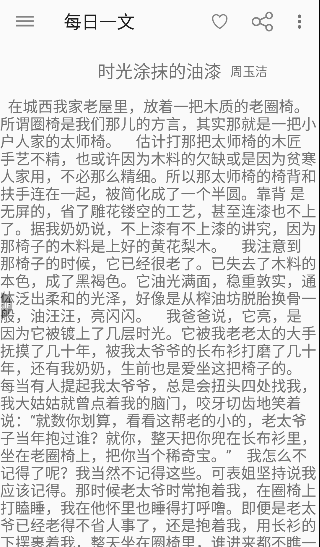 每日一文
时光涂抹的油漆 周玉洁
在城西我家老屋里，放着一把木质的老圈椅。
所谓圈椅是我们那儿的方言，其实那就是一把小
户人家的太师椅。 估计打那把太师椅的木匠
手艺不精，也或许因为木料的欠缺或是因为贫寒
人家用，不必那么精细。所以那太师椅的椅背和
扶手连在一起，被简化成了一个半圆。靠背 是
无屏的，省了雕花镂空的工艺，甚至连漆也不上
了。据我奶奶说，不上漆有不上漆的讲究，因为
那椅子的木料是上好的黄花梨木。 我注意到
那椅子的时候，它已经很老了。已失去了木料的
本色，成了黑褐色。它油光满面，稳重敦实，通
体泛出柔和的光泽，好像是从榨油坊脱胎换骨一
般，油汪汪，亮闪闪。 我爸爸说，它亮，是
因为它被镀上了几层时光。它被我老老太的大手
抚摸了几十年，被我太爷爷的长布衫打磨了几十
年，还有我奶奶，生前也是爱坐这把椅子的。
每当有人提起我太爷爷，总是会扭头四处找我，
我大姑姑就曾点着我的脑门，咬牙切齿地笑着
说：“就数你划算，看看这帮老的小的，老太爷
子当年抱过谁？就你，整天把你兜在长布衫里，
坐在老圈椅上，把你当个稀奇宝。” 我怎么不
记得了呢？我当然不记得这些。可表姐坚持说我
应该记得。那时候老太爷时常抱着我，在圈椅上
打瞌睡，我在他怀里也睡得打呼噜。即便是老太
爷已经老得不省人事了，还是抱着我，用长衫的
下摆裹着我，整天坐在圈椅里，谁进来都不瞧一